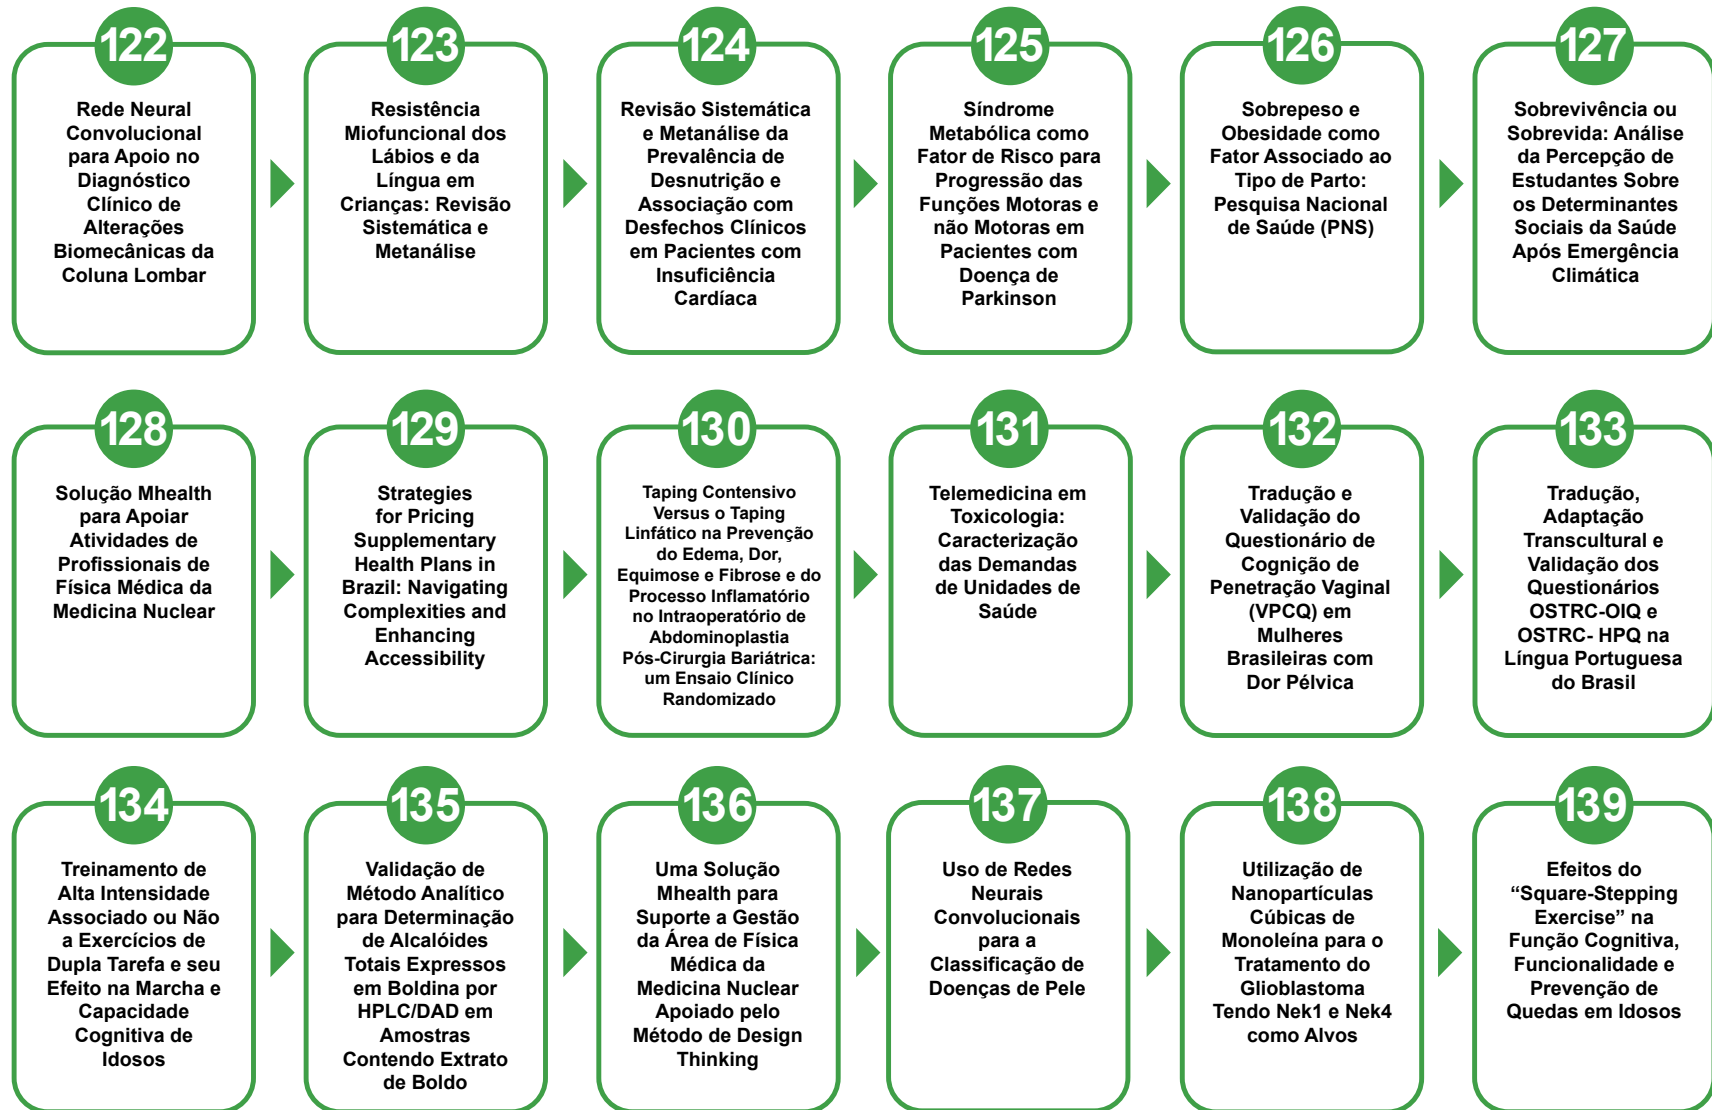 122
Rede Neural
Convolucional
para Apoio no
Diagnóstico
Clínico de
Alterações
Biomecânicas da
Coluna Lombar
123
Resistência
Miofuncional dos
Lábios e da
Língua em
Crianças: Revisão
Sistemática e
Metanálise
124
Revisão Sistemática
e Metanálise da
Prevalência de
Desnutrição e
Associação com
Desfechos Clínicos
em Pacientes com
Insuficiência
Cardíaca
125
Síndrome
Metabólica como
Fator de Risco para
Progressão das
Funções Motoras e
não Motoras em
Pacientes com
Doença de
Parkinson
126
Sobrepeso e
Obesidade como
Fator Associado ao
Tipo de Parto:
Pesquisa Nacional
de Saúde (PNS)
127
Sobrevivência ou
Sobrevida: Análise
da Percepção de
Estudantes Sobre
os Determinantes
Sociais da Saúde
Após Emergência
Climática
128
Solução Mhealth
para Apoiar
Atividades de
Profissionais de
Física Médica da
Medicina Nuclear
129
Strategies
for Pricing
Supplementary
Health Plans in
Brazil: Navigating
Complexities and
Enhancing
Accessibility
130
Taping Contensivo
Versus o Taping
Linfático na Prevenção
do Edema, Dor,
Equimose e Fibrose e do
Processo Inflamatório
no Intraoperatório de
Abdominoplastia
Pós-Cirurgia Bariátrica:
um Ensaio Clínico
Randomizado
131
Telemedicina em
Toxicologia:
Caracterização
das Demandas
de Unidades de
Saúde
132
Tradução e
Validação do
Questionário de
Cognição de
Penetração Vaginal
(VPCQ) em
Mulheres
Brasileiras com
Dor Pélvica
133
Tradução,
Adaptação
Transcultural e
Validação dos
Questionários
OSTRC-OIQ e
OSTRC- HPQ na
Língua Portuguesa
do Brasil
134
Treinamento de
Alta Intensidade
Associado ou Não
a Exercícios de
Dupla Tarefa e seu
Efeito na Marcha e
Capacidade
Cognitiva de
Idosos
135
Validação de
Método Analítico
para Determinação
de Alcalóides
Totais Expressos
em Boldina por
HPLC/DAD em
Amostras
Contendo Extrato
de Boldo
136
Uma Solução
Mhealth para
Suporte a Gestão
da Área de Física
Médica da
Medicina Nuclear
Apoiado pelo
Método de Design
Thinking
137
Uso de Redes
Neurais
Convolucionais
para a
Classificação de
Doenças de Pele
138
Utilização de
Nanopartículas
Cúbicas de
Monoleína para o
Tratamento do
Glioblastoma
Tendo Nek1 e Nek4
como Alvos
139
Efeitos do
“Square-Stepping
Exercise” na
Função Cognitiva,
Funcionalidade e
Prevenção de
Quedas em Idosos